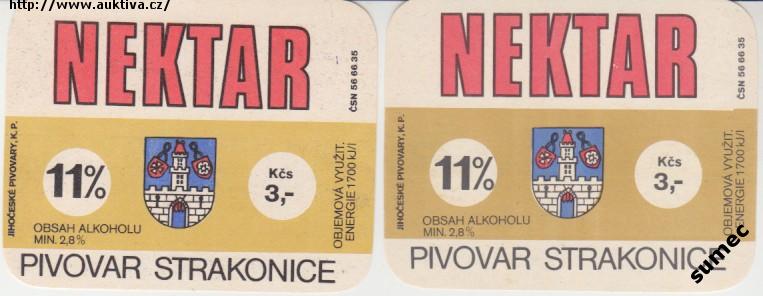 http://www.auktiva.cz/
NEKTAR
ČSN 56 66 35
JIHOČESKÉ PIVOVARY, K. P.
11%
Kčs
3,-
OBSAH ALKOHOLU
MIN. 2,8%
OBJEMOVÁ VYUŽIT.
ENERGIE 1700 kJ/l
PIVOVAR STRAKONICE
NEKTAR
ČSN 56 66 35
JIHOČESKÉ PIVOVARY, K. P.
11%
Kčs
3,-
OBSAH ALKOHOLU
MIN. 2,8%
OBJEMOVÁ VYUŽIT.
ENERGIE 1700 kJ/l
PIVOVAR STRAKONICE
sumec